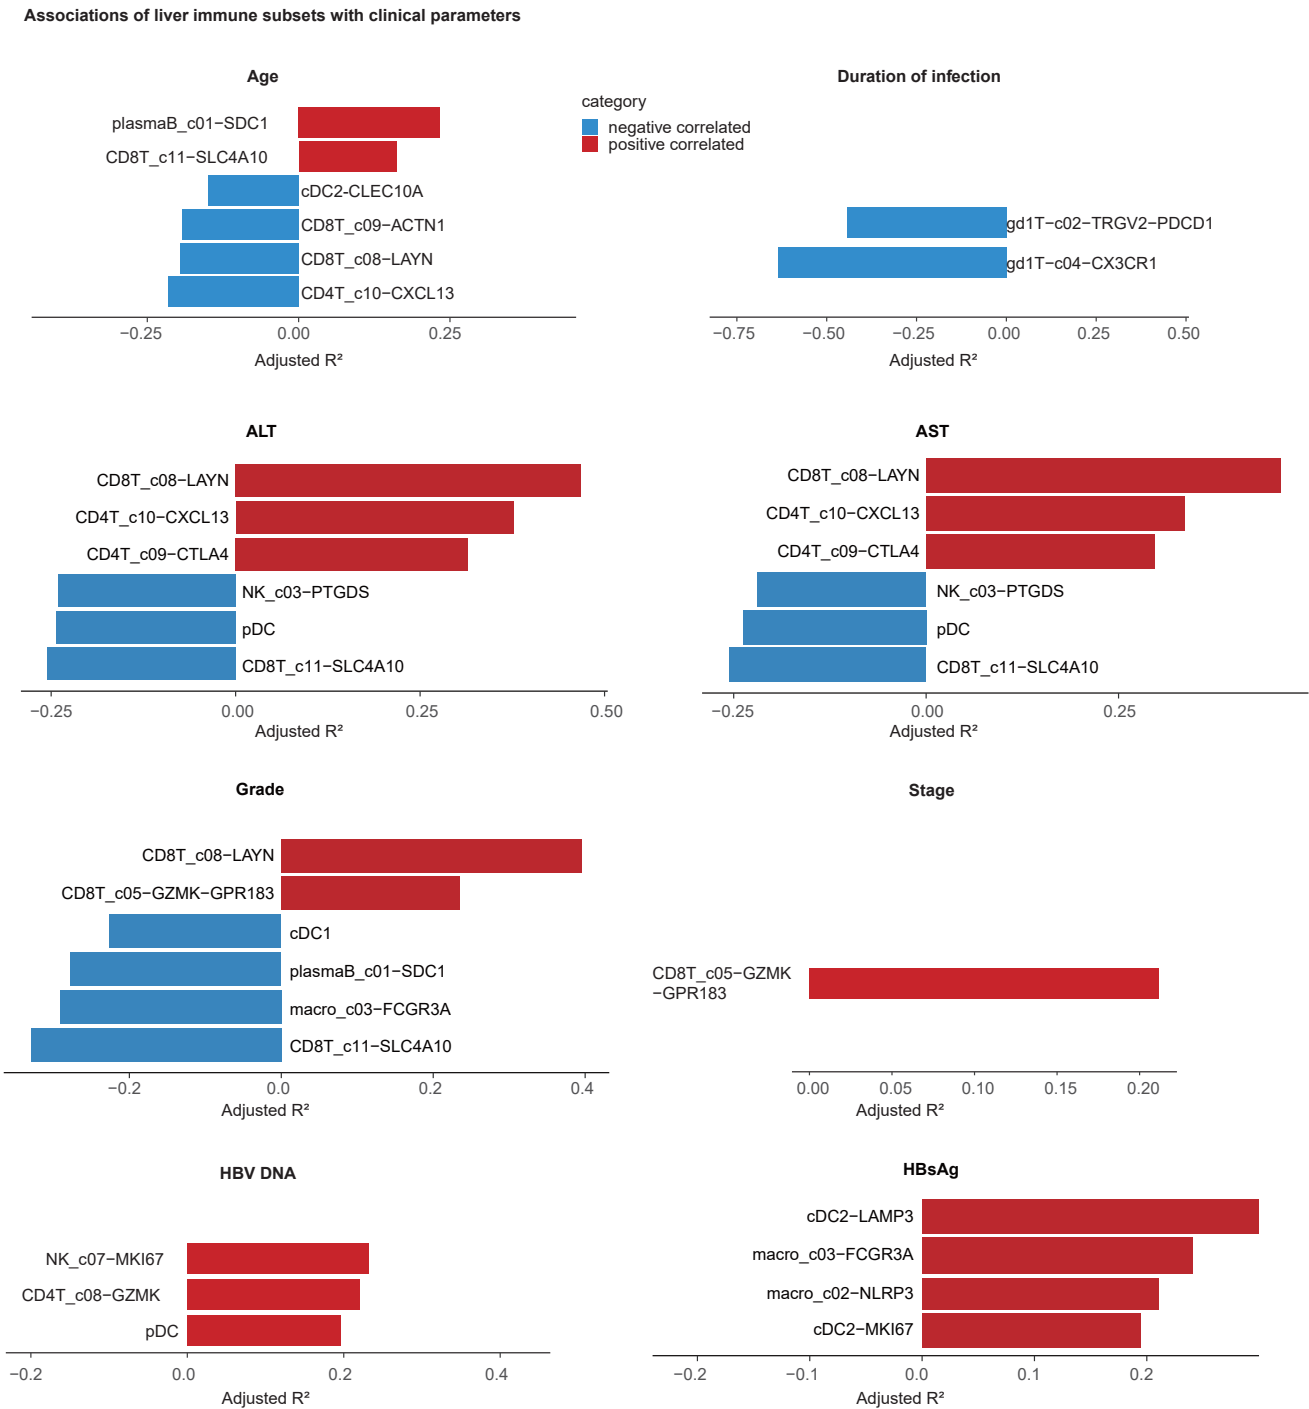 Associations of liver immune subsets with clinical parameters
Age
plasmaB_c01−SDC1
CD8T_c11−SLC4A10
cDC2-CLEC10A
CD8T_c09−ACTN1
CD8T_c08−LAYN
CD4T_c10−CXCL13
−0.25 0.00 0.25
Adjusted R²
category
negative correlated
positive correlated
Duration of infection
gd1T−c02−TRGV2−PDCD1
gd1T−c04−CX3CR1
−0.75 −0.50 −0.25 0.00 0.25 0.50
Adjusted R²
ALT
CD8T_c08−LAYN
CD4T_c10−CXCL13
CD4T_c09−CTLA4
NK_c03−PTGDS
pDC
CD8T_c11−SLC4A10
−0.25 0.00 0.25 0.50
Adjusted R²
AST
CD8T_c08−LAYN
CD4T_c10−CXCL13
CD4T_c09−CTLA4
NK_c03−PTGDS
pDC
CD8T_c11−SLC4A10
−0.25 0.00 0.25
Adjusted R²
Grade
CD8T_c08−LAYN
CD8T_c05−GZMK−GPR183
cDC1
plasmaB_c01−SDC1
macro_c03−FCGR3A
CD8T_c11−SLC4A10
−0.2 0.0 0.2 0.4
Adjusted R²
Stage
CD8T_c05−GZMK
−GPR183
0.00 0.05 0.10 0.15 0.20
Adjusted R²
HBV DNA
NK_c07−MKI67
CD4T_c08−GZMK
pDC
−0.2 0.0 0.2 0.4
Adjusted R²
HBsAg
cDC2−LAMP3
macro_c03−FCGR3A
macro_c02−NLRP3
cDC2−MKI67
−0.2 −0.1 0.0 0.1 0.2
Adjusted R²